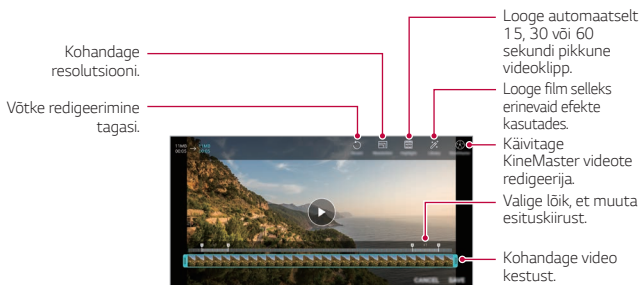 Kohandage
resolutsiooni.
Võtke redigeerimine
tagasi.
Looge automaatselt
15, 30 või 60
sekundi pikkune
videoklipp.
Looge film selleks
erinevaid efekte
kasutades.
Käivitage
KineMaster videote
redigeerija.
Valige lõik, et muuta
esituskiirust.
Kohandage video
kestust.
CANCEL SAVE